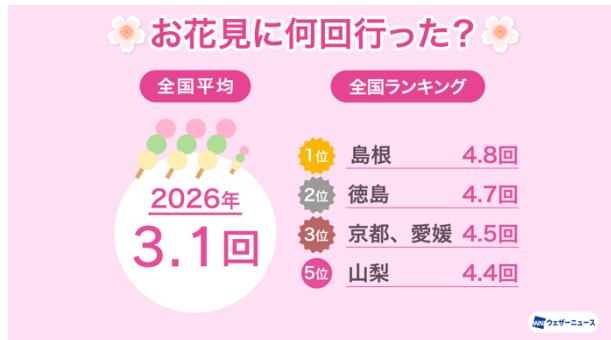 お花見に何回行った?
全国平均
2026年
3.1回
全国ランキング
1位 島根 4.8回
2位 徳島 4.7回
3位 京都、愛媛 4.5回
5位 山梨 4.4回
WN ウェザーニュース